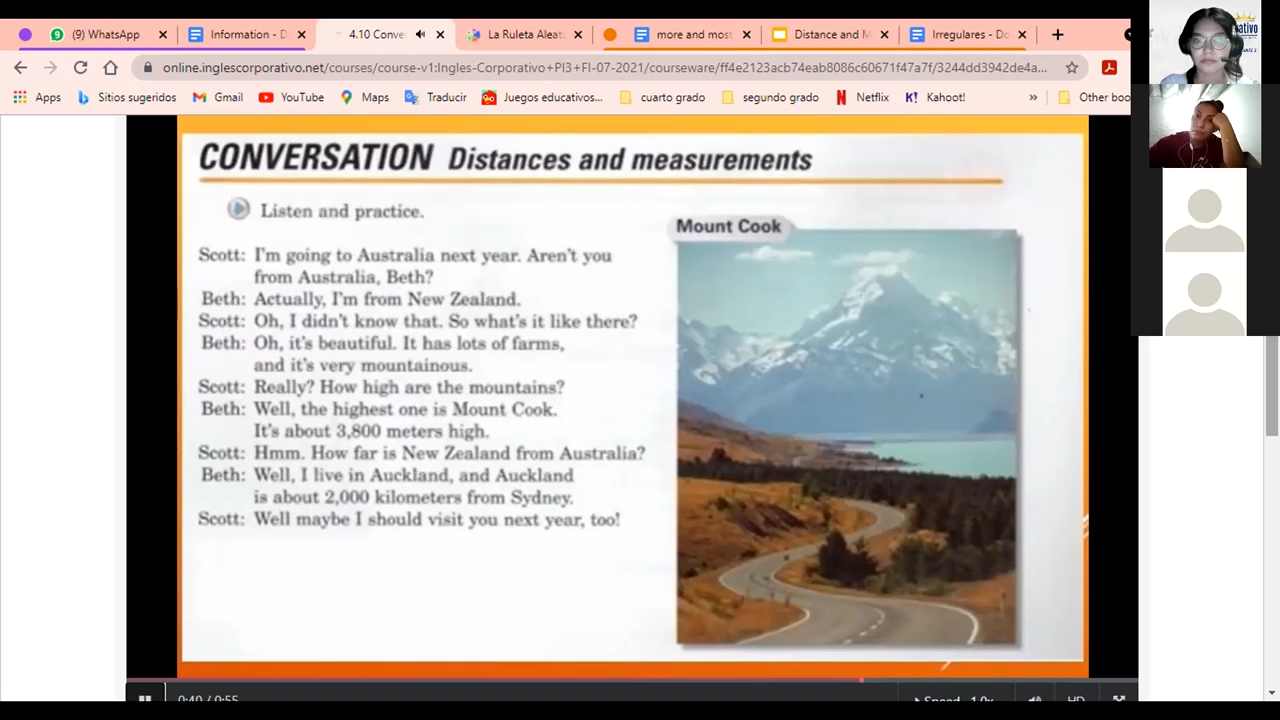 (9) WhatsApp
Information - D
4.10 Conve
La Ruleta Aleat
more and most
Distance and M
Irregulares - Do
online.inglescorporativo.net/courses/course-v1:Ingles-Corporativo+PI3+FI-07-2021/courseware/
Apps
Sitios sugeridos
Gmail
YouTube
Maps
Traducir
Juegos educativos...
cuarto grado
segundo grado
Netflix
Kahoot!
»
Other boo
CONVERSATION Distances and measurements
Listen and practice.
Mount Cook
Scott: I'm going to Australia next year. Aren't you
from Australia, Beth?
Beth: Actually, I'm from New Zealand.
Scott: Oh, I didn't know that. So what's it like there?
Beth: Oh, it's beautiful. It has lots of farms,
and it's very mountainous.
Scott: Really? How high are the mountains?
Beth: Well, the highest one is Mount Cook.
It's about 3,800 meters high.
Scott: Hmm. How far is New Zealand from Australia?
Beth: Well, I live in Auckland, and Auckland
is about 2,000 kilometers from Sydney.
Scott: Well maybe I should visit you next year, too!
0:40 / 0:55
Speed 1.0x
HD